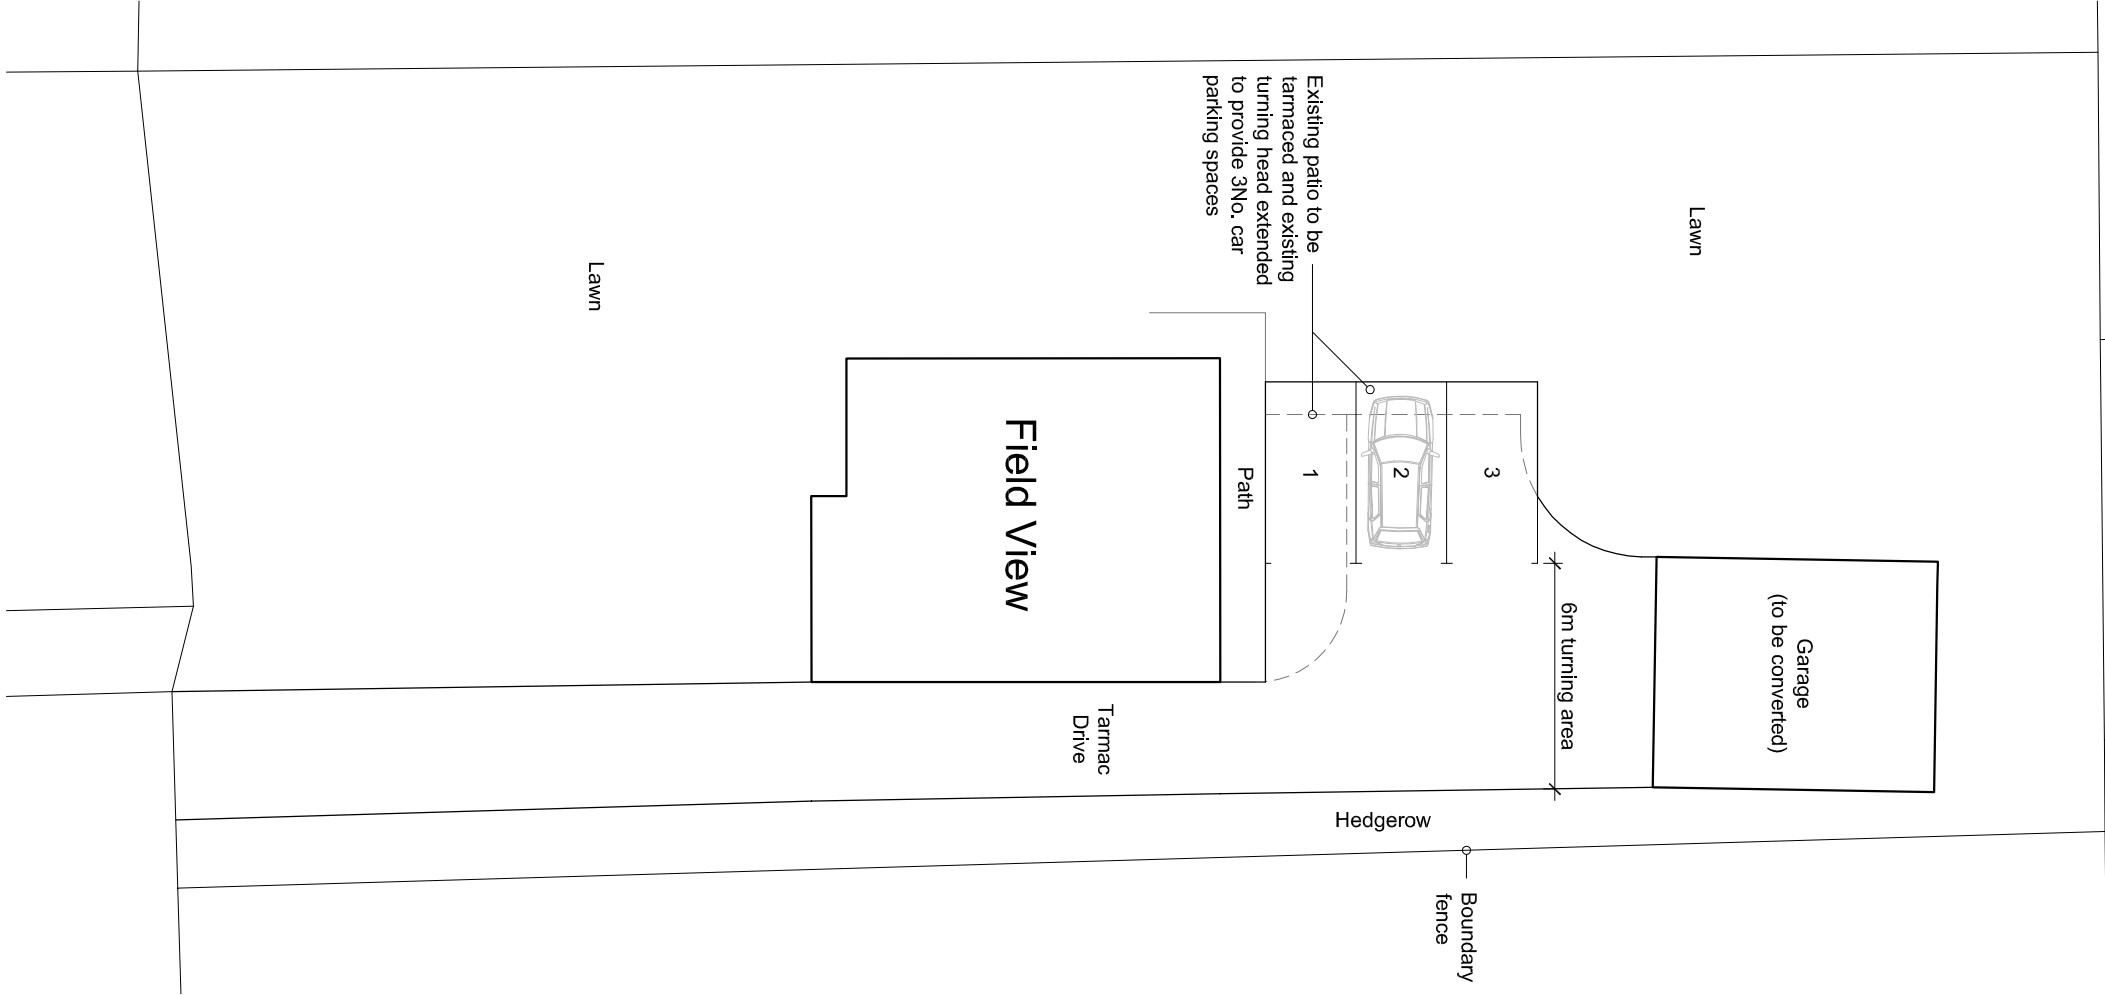 Existing patio to be
tarmaced and existing
turning head extended
to provide 3No. car
parking spaces
Lawn
Lawn
Field View
Path
1
2
3
6m turning area
Garage
(to be converted)
Tarmac
Drive
Hedgerow
Boundary
fence